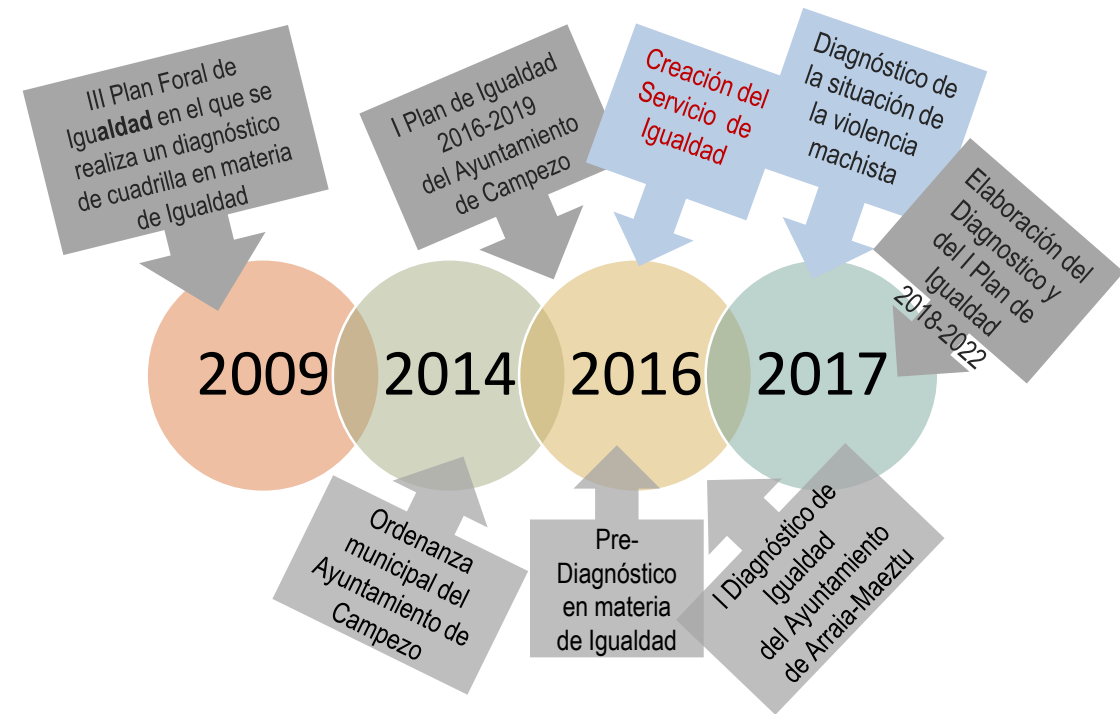 III Plan Foral de
Igualdad en el que se
realiza un diagnóstico
de cuadrilla en materia
de Igualdad
I Plan de Igualdad
2016-2019
del Ayuntamiento
de Campezo
Creación del
Servicio de
Igualdad
Diagnóstico de
la situación de
la violencia
machista
Elaboración del
Diagnostico y
del I Plan de
Igualdad
2018-2022
2009
2014
2016
2017
Ordenanza
municipal del
Ayuntamiento de
Campezo
Pre-
Diagnóstico
en materia
de Igualdad
I Diagnóstico de
Igualdad
del Ayuntamiento
de Arraia-Maeztu